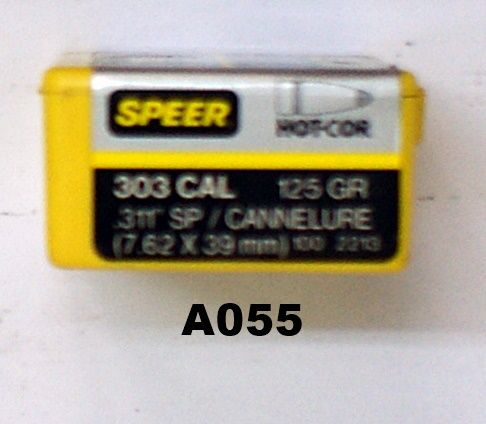 SPEER
HOT-COR
303 CAL 125 GR
.311" SP / CANNELURE
(7.62 X 39 mm) 100 2213
A055